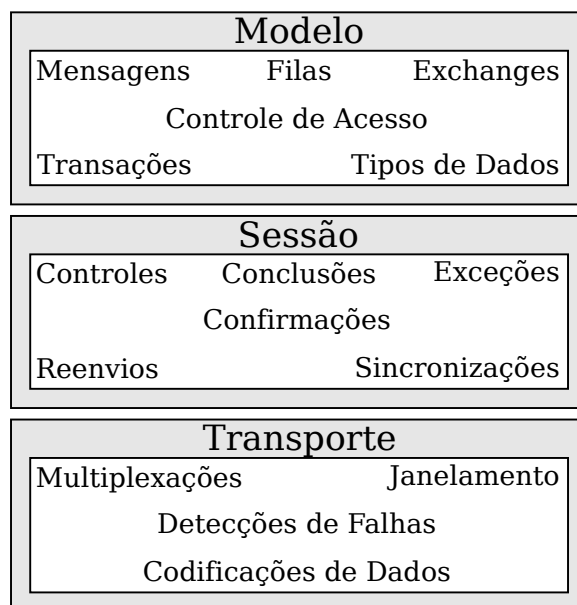 Modelo
Mensagens Filas Exchanges
Controle de Acesso
Transações Tipos de Dados
Sessão
Controles Conclusões Exceções
Confirmações
Reenvios Sincronizações
Transporte
Multiplexações Janelamento
Detecções de Falhas
Codificações de Dados